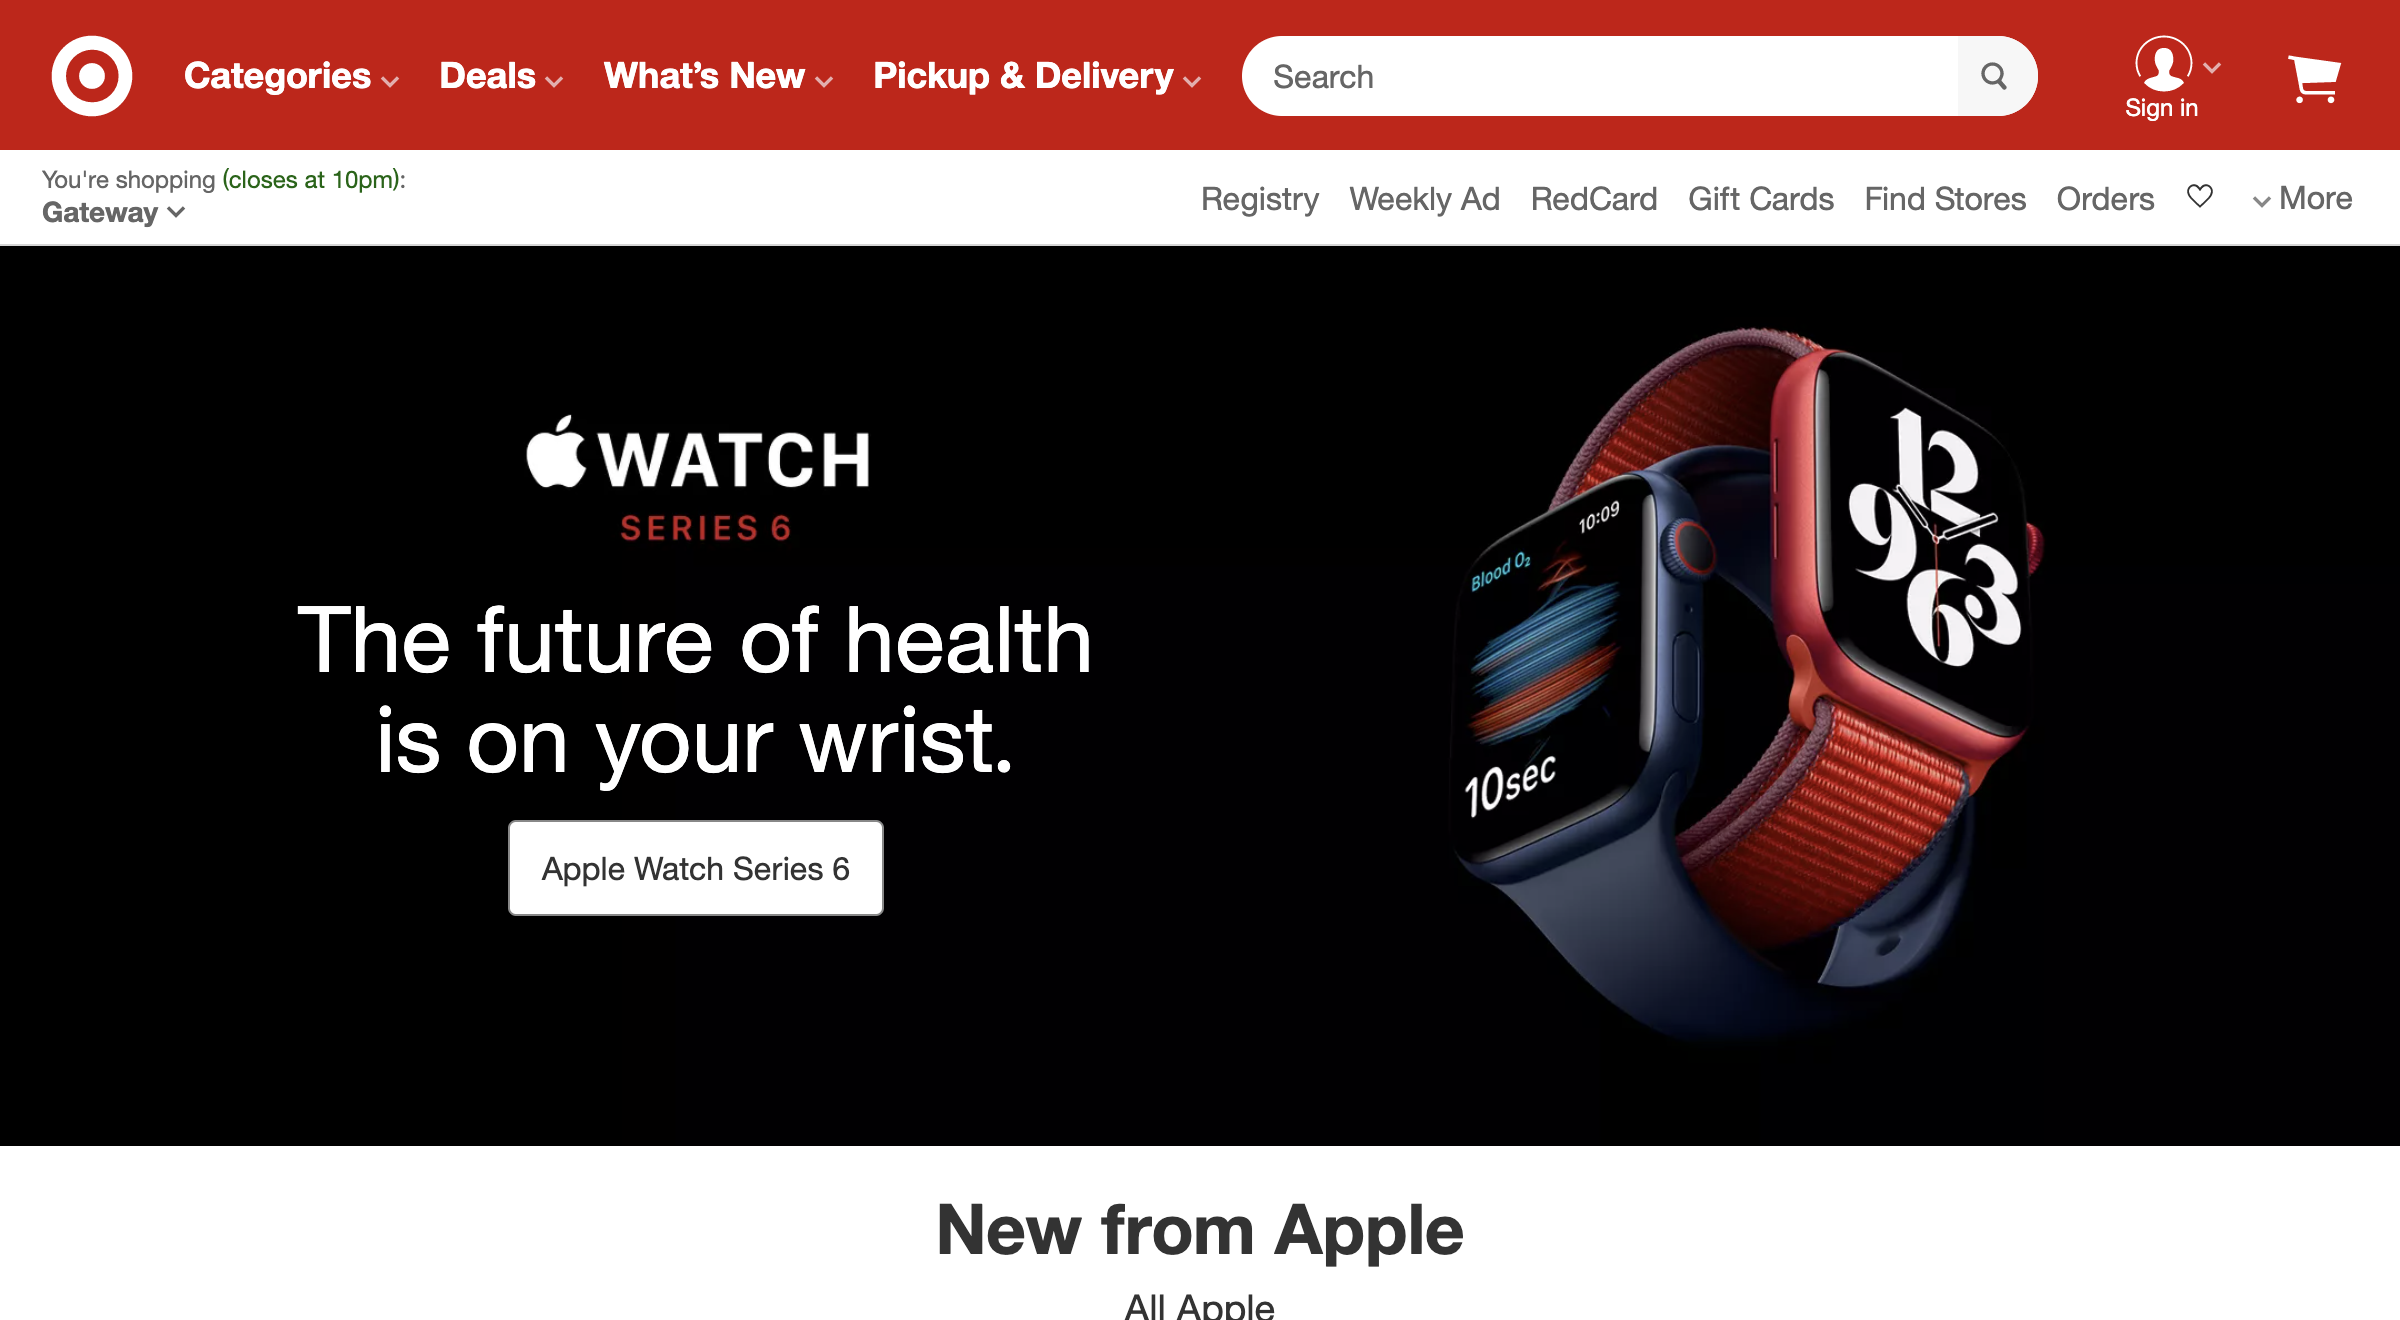 Categories
Deals
What's New
Pickup & Delivery
Search
Sign in
You're shopping (closes at 10pm):
Gateway
Registry
Weekly Ad
RedCard
Gift Cards
Find Stores
Orders
More
WATCH
SERIES 6
The future of health
is on your wrist.
Apple Watch Series 6
10:09
Blood O₂
10sec
12
9
3
6
New from Apple
All Apple